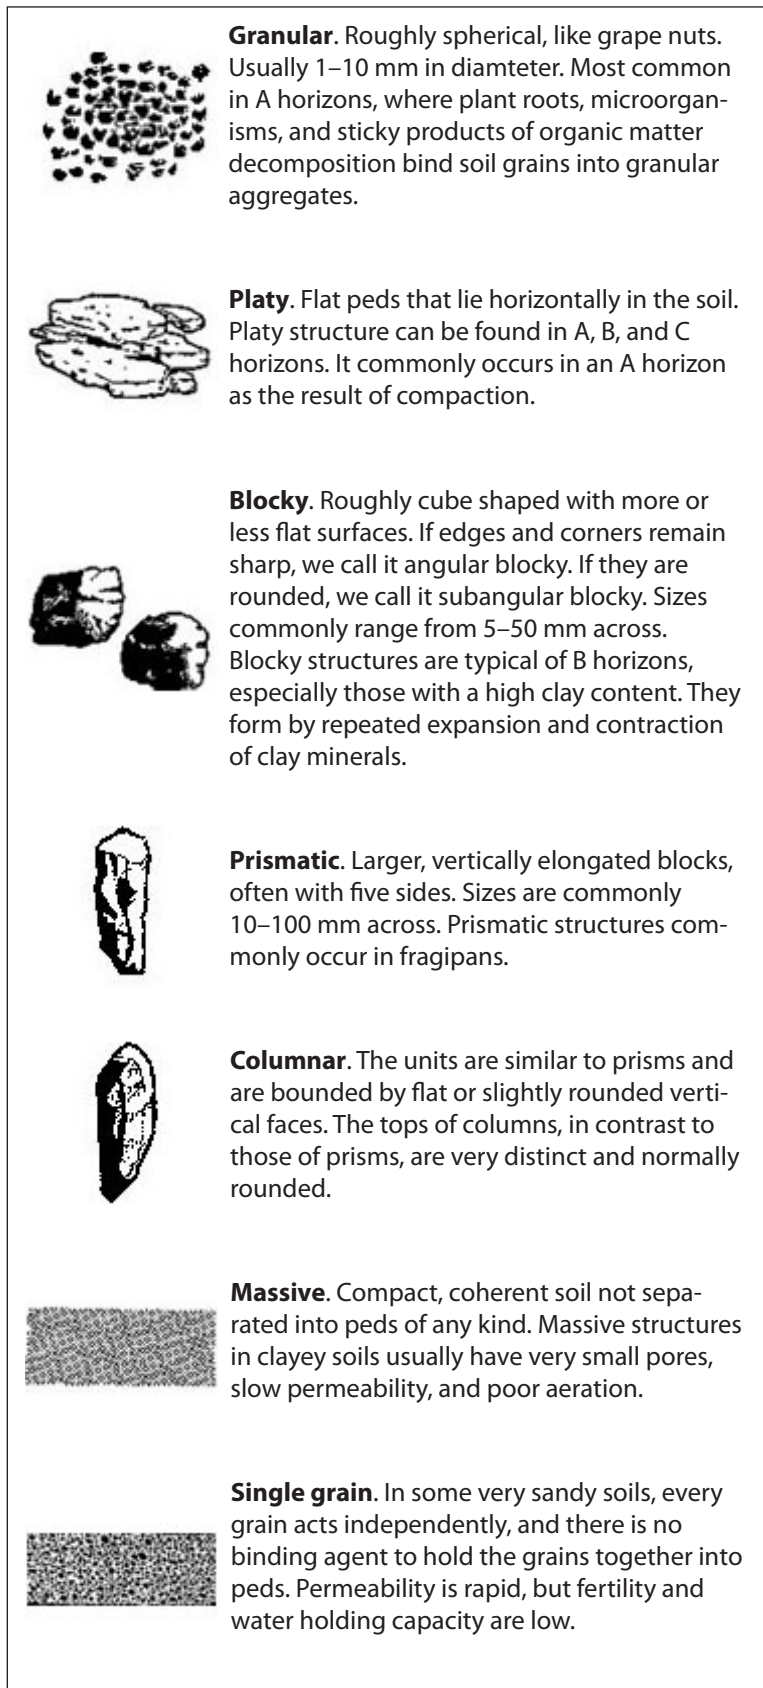 Granular. Roughly spherical, like grape nuts.
Usually 1–10 mm in diamteter. Most common
in A horizons, where plant roots, microorgan-
isms, and sticky products of organic matter
decomposition bind soil grains into granular
aggregates.
Platy. Flat peds that lie horizontally in the soil.
Platy structure can be found in A, B, and C
horizons. It commonly occurs in an A horizon
as the result of compaction.
Blocky. Roughly cube shaped with more or
less flat surfaces. If edges and corners remain
sharp, we call it angular blocky. If they are
rounded, we call it subangular blocky. Sizes
commonly range from 5–50 mm across.
Blocky structures are typical of B horizons,
especially those with a high clay content. They
form by repeated expansion and contraction
of clay minerals.
Prismatic. Larger, vertically elongated blocks,
often with five sides. Sizes are commonly
10–100 mm across. Prismatic structures com-
monly occur in fragipans.
Columnar. The units are similar to prisms and
are bounded by flat or slightly rounded verti-
cal faces. The tops of columns, in contrast to
those of prisms, are very distinct and normally
rounded.
Massive. Compact, coherent soil not sepa-
rated into peds of any kind. Massive structures
in clayey soils usually have very small pores,
slow permeability, and poor aeration.
Single grain. In some very sandy soils, every
grain acts independently, and there is no
binding agent to hold the grains together into
peds. Permeability is rapid, but fertility and
water holding capacity are low.